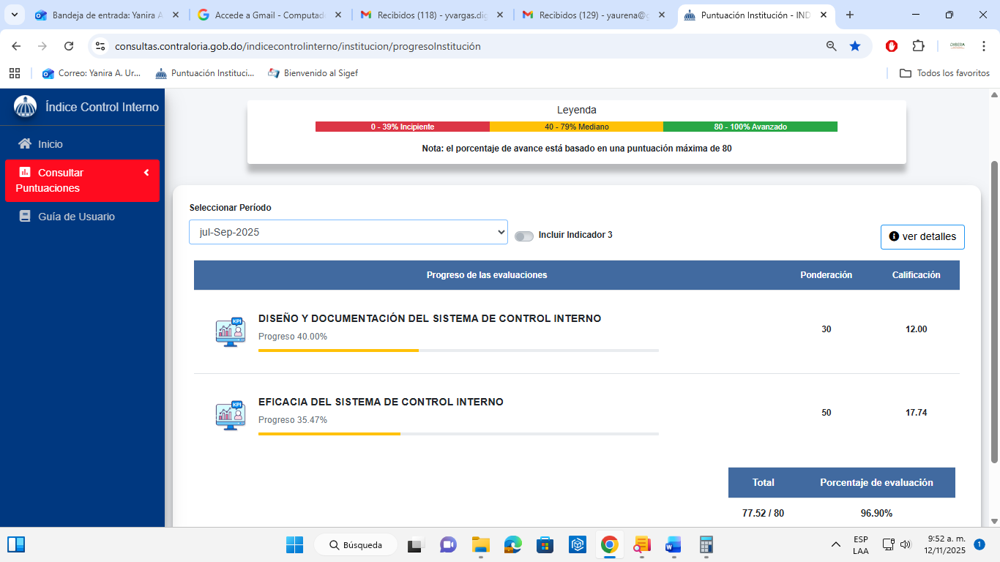 Bandeja de entrada: Yanira A
Accede a Gmail - Computado
Recibidos (118) - yvargas.dig
Recibidos (129) - yaurena@g
Puntuación Institución - IND
consultas.contraloria.gob.do/indicecontrolinterno/institucion/progresoInstitución
DIBERA
Correo: Yanira A. Ur...
Puntuación Instituci...
Bienvenido al Sigef
Todos los favoritos
Índice Control Interno
Inicio
Consultar
Puntuaciones
Guía de Usuario
Leyenda
0 - 39% Incipiente 40 - 79% Mediano 80 - 100% Avanzado
Nota: el porcentaje de avance está basado en una puntuación máxima de 80
Seleccionar Período
jul-Sep-2025
Incluir Indicador 3
ver detalles
Progreso de las evaluaciones Ponderación Calificación
KPI
DISEÑO Y DOCUMENTACIÓN DEL SISTEMA DE CONTROL INTERNO
Progreso 40.00%
30 12.00
KPI
EFICACIA DEL SISTEMA DE CONTROL INTERNO
Progreso 35.47%
50 17.74
Total Porcentaje de evaluación
77.52 / 80 96.90%
Búsqueda
ESP
LAA
9:52 a. m.
12/11/2025
1